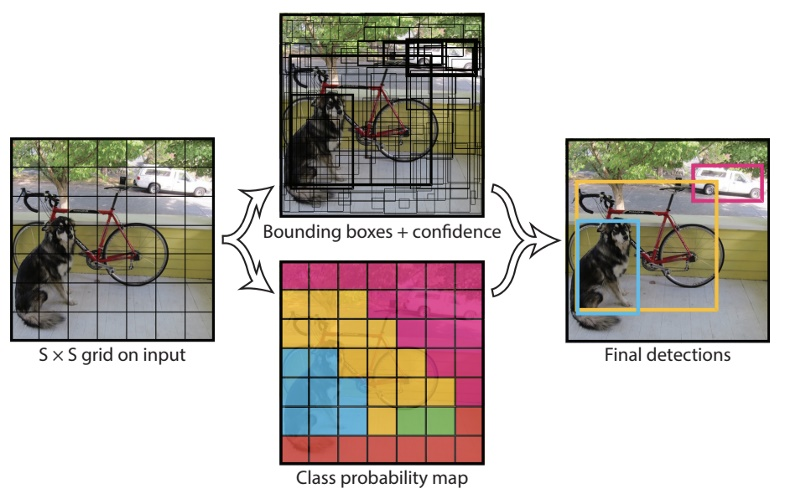 Bounding boxes + confidence
S × S grid on input
Final detections
Class probability map